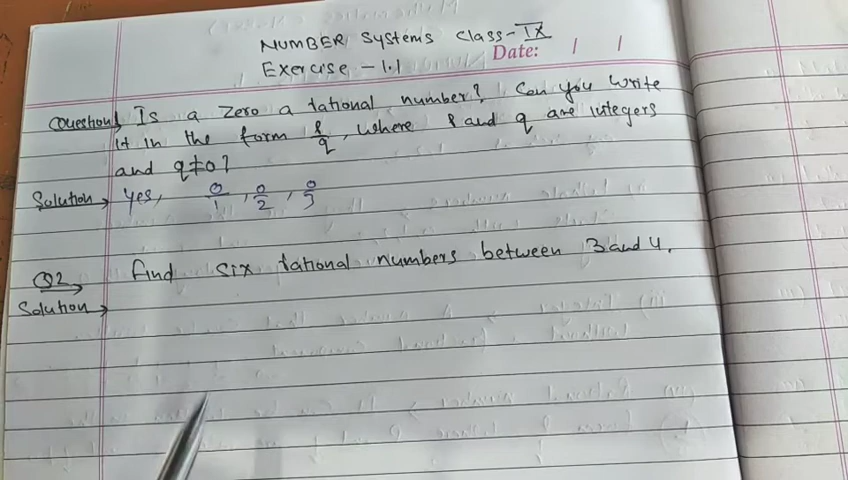 NUMBER Systems Class-IX
Date: / /
Exercise - 1.1
Question1 Is a Zero a rational number? Can you write
it in the form p/q, where p and q are integers
and q≠0?
Solution → Yes, 0/1, 0/2, 0/3
Q2 Find six rational numbers between 3 and 4.
Solution →